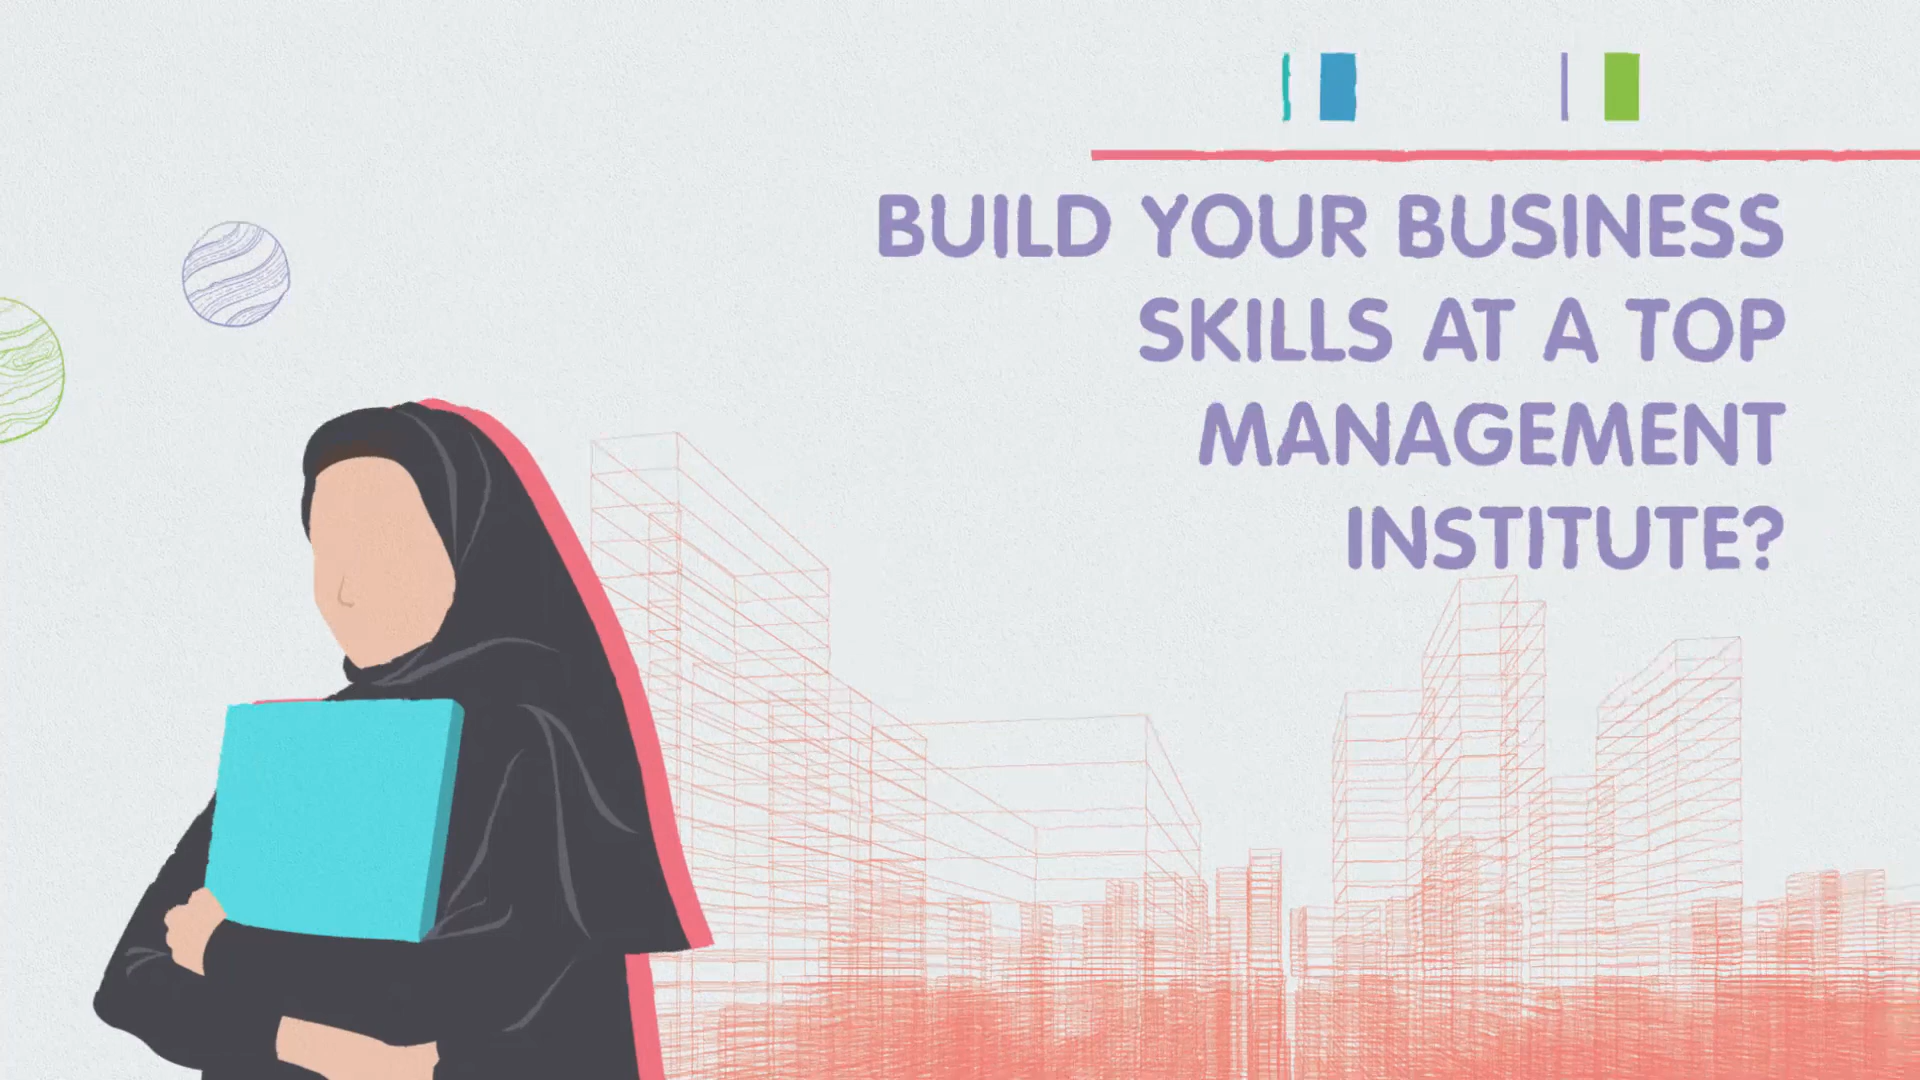 BUILD YOUR BUSINESS
SKILLS AT A TOP
MANAGEMENT
INSTITUTE?